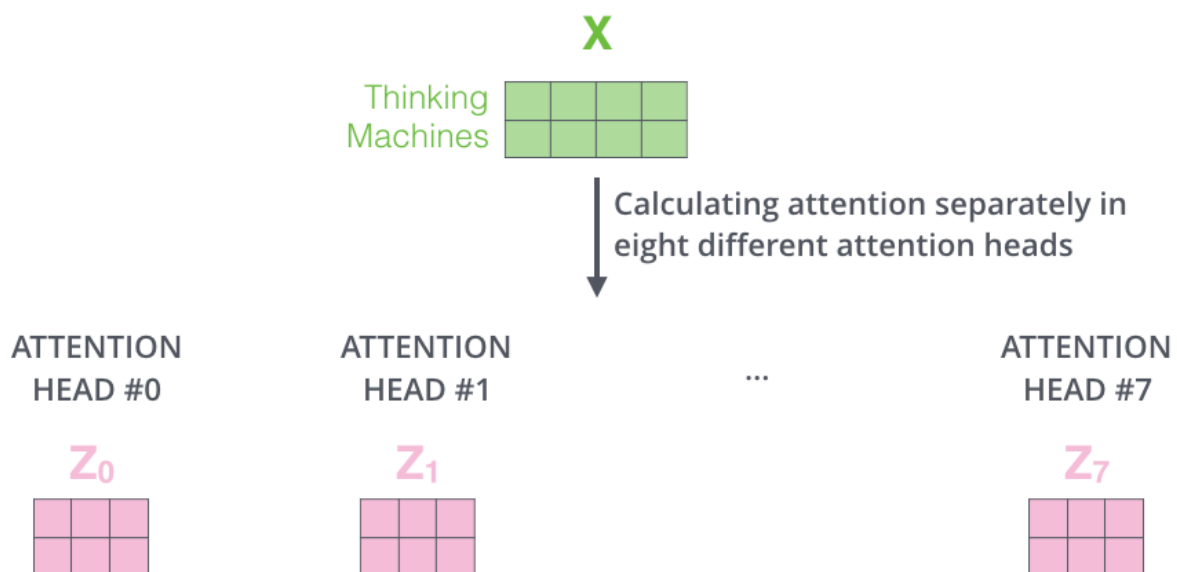 X
Thinking
Machines
Calculating attention separately in
eight different attention heads
ATTENTION
HEAD #0
ATTENTION
HEAD #1
...
ATTENTION
HEAD #7
Z0
Z1
Z7